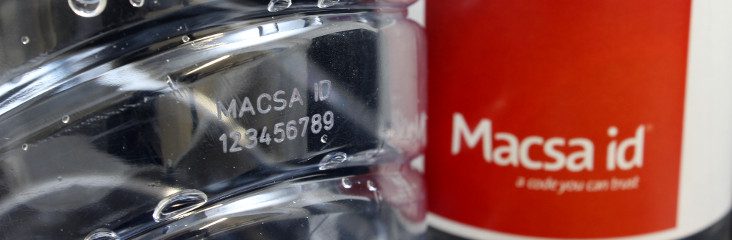 MACSA ID
123456789
Macsa id
a code you can trust